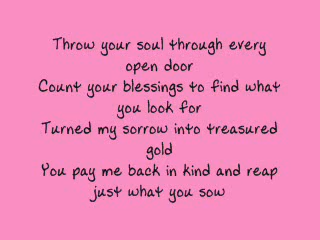 Throw your soul through every
open door
Count your blessings to find what
you look for
Turned my sorrow into treasured
gold
You pay me back in kind and reap
just what you sow